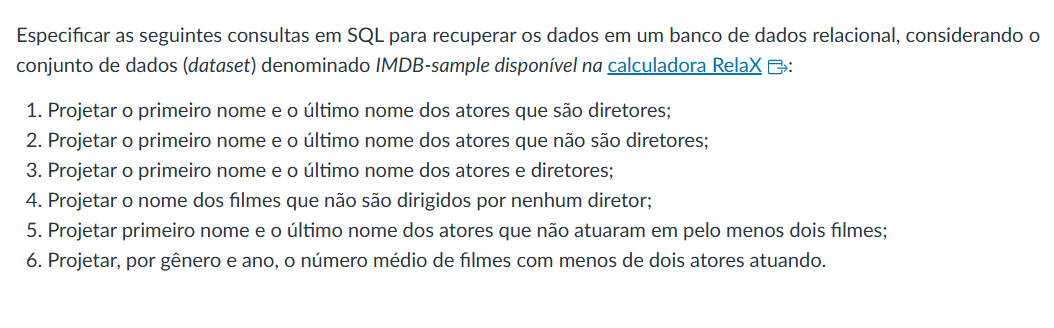 Especificar as seguintes consultas em SQL para recuperar os dados em um banco de dados relacional, considerando o
conjunto de dados (dataset) denominado IMDB-sample disponível na calculadora RelaX :
1. Projetar o primeiro nome e o último nome dos atores que são diretores;
2. Projetar o primeiro nome e o último nome dos atores que não são diretores;
3. Projetar o primeiro nome e o último nome dos atores e diretores;
4. Projetar o nome dos filmes que não são dirigidos por nenhum diretor;
5. Projetar primeiro nome e o último nome dos atores que não atuaram em pelo menos dois filmes;
6. Projetar, por gênero e ano, o número médio de filmes com menos de dois atores atuando.